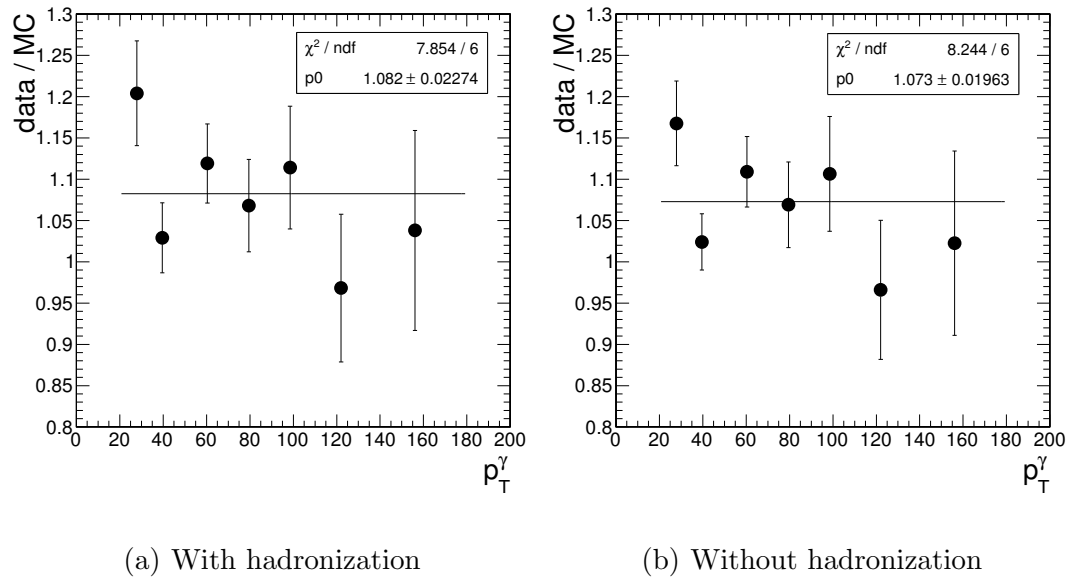 data / MC
1.3
1.25
1.2
1.15
1.1
1.05
1
0.95
0.9
0.85
0.8
χ² / ndf 7.854 / 6
p0 1.082 ± 0.02274
0 20 40 60 80 100 120 140 160 180 200
p_T^γ
(a) With hadronization
data / MC
1.3
1.25
1.2
1.15
1.1
1.05
1
0.95
0.9
0.85
0.8
χ² / ndf 8.244 / 6
p0 1.073 ± 0.01963
0 20 40 60 80 100 120 140 160 180 200
p_T^γ
(b) Without hadronization